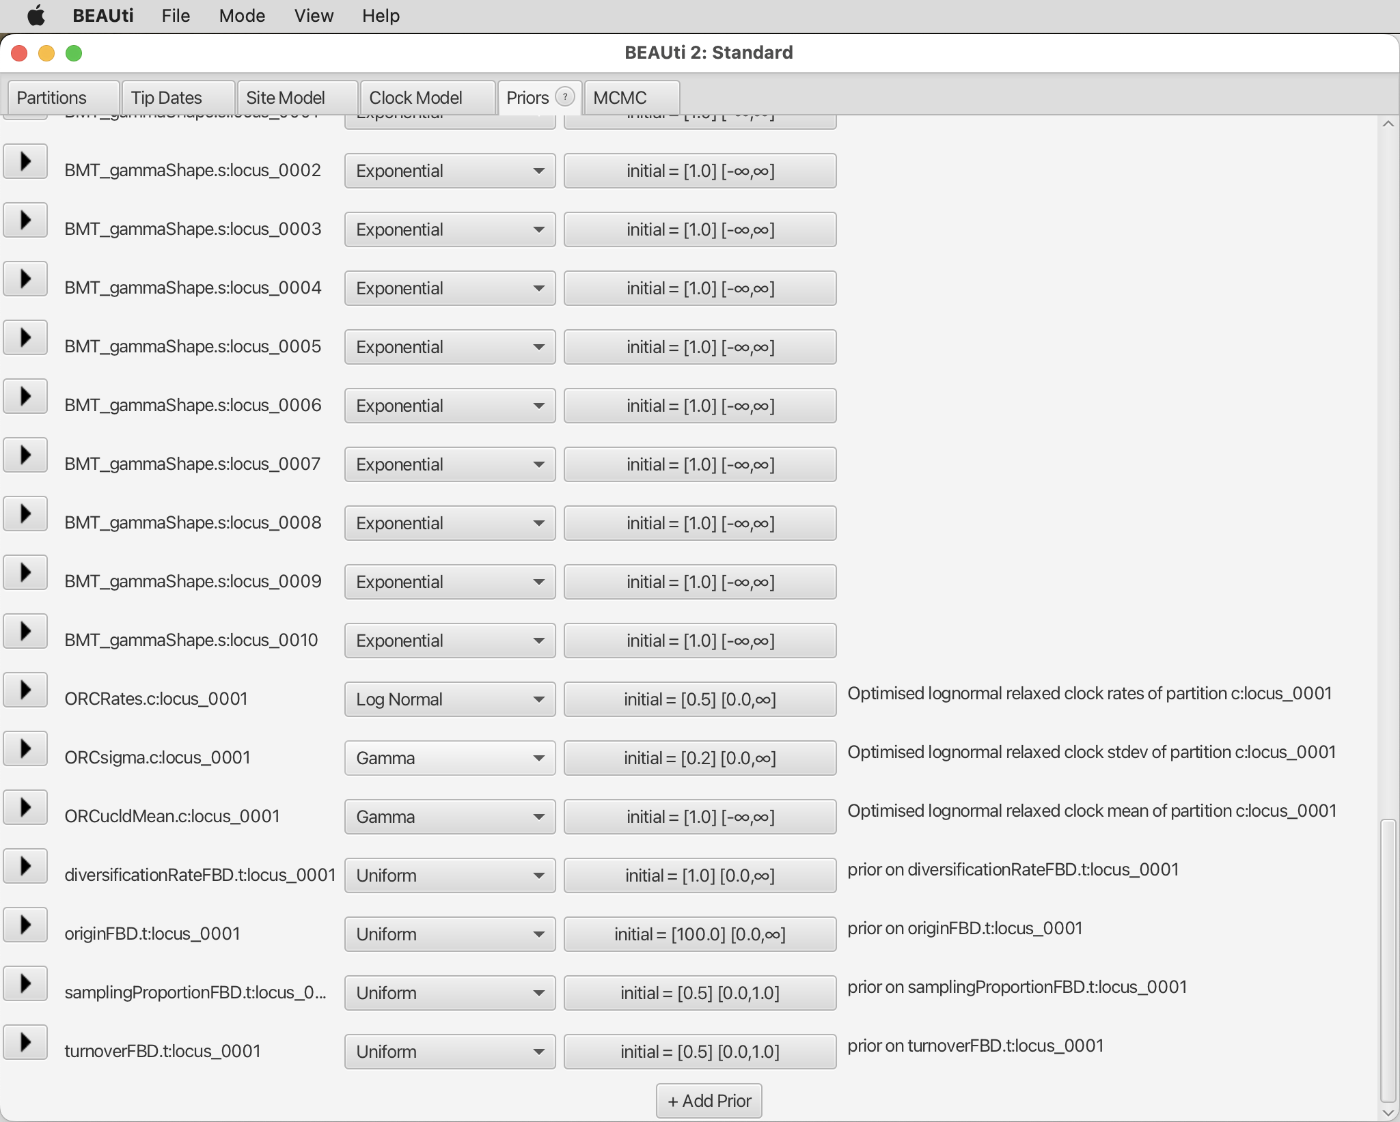 BEAUti File Mode View Help
BEAUti 2: Standard
Partitions Tip Dates Site Model Clock Model Priors ? MCMC
BMT_gammaShape.s:locus_0001 Exponential initial = [1.0] [-∞,∞]
BMT_gammaShape.s:locus_0002 Exponential initial = [1.0] [-∞,∞]
BMT_gammaShape.s:locus_0003 Exponential initial = [1.0] [-∞,∞]
BMT_gammaShape.s:locus_0004 Exponential initial = [1.0] [-∞,∞]
BMT_gammaShape.s:locus_0005 Exponential initial = [1.0] [-∞,∞]
BMT_gammaShape.s:locus_0006 Exponential initial = [1.0] [-∞,∞]
BMT_gammaShape.s:locus_0007 Exponential initial = [1.0] [-∞,∞]
BMT_gammaShape.s:locus_0008 Exponential initial = [1.0] [-∞,∞]
BMT_gammaShape.s:locus_0009 Exponential initial = [1.0] [-∞,∞]
BMT_gammaShape.s:locus_0010 Exponential initial = [1.0] [-∞,∞]
ORCRates.c:locus_0001 Log Normal initial = [0.5] [0.0,∞] Optimised lognormal relaxed clock rates of partition c:locus_0001
ORCsigma.c:locus_0001 Gamma initial = [0.2] [0.0,∞] Optimised lognormal relaxed clock stdev of partition c:locus_0001
ORCucldMean.c:locus_0001 Gamma initial = [1.0] [-∞,∞] Optimised lognormal relaxed clock mean of partition c:locus_0001
diversificationRateFBD.t:locus_0001 Uniform initial = [1.0] [0.0,∞] prior on diversificationRateFBD.t:locus_0001
originFBD.t:locus_0001 Uniform initial = [100.0] [0.0,∞] prior on originFBD.t:locus_0001
samplingProportionFBD.t:locus_0... Uniform initial = [0.5] [0.0,1.0] prior on samplingProportionFBD.t:locus_0001
turnoverFBD.t:locus_0001 Uniform initial = [0.5] [0.0,1.0] prior on turnoverFBD.t:locus_0001
+ Add Prior